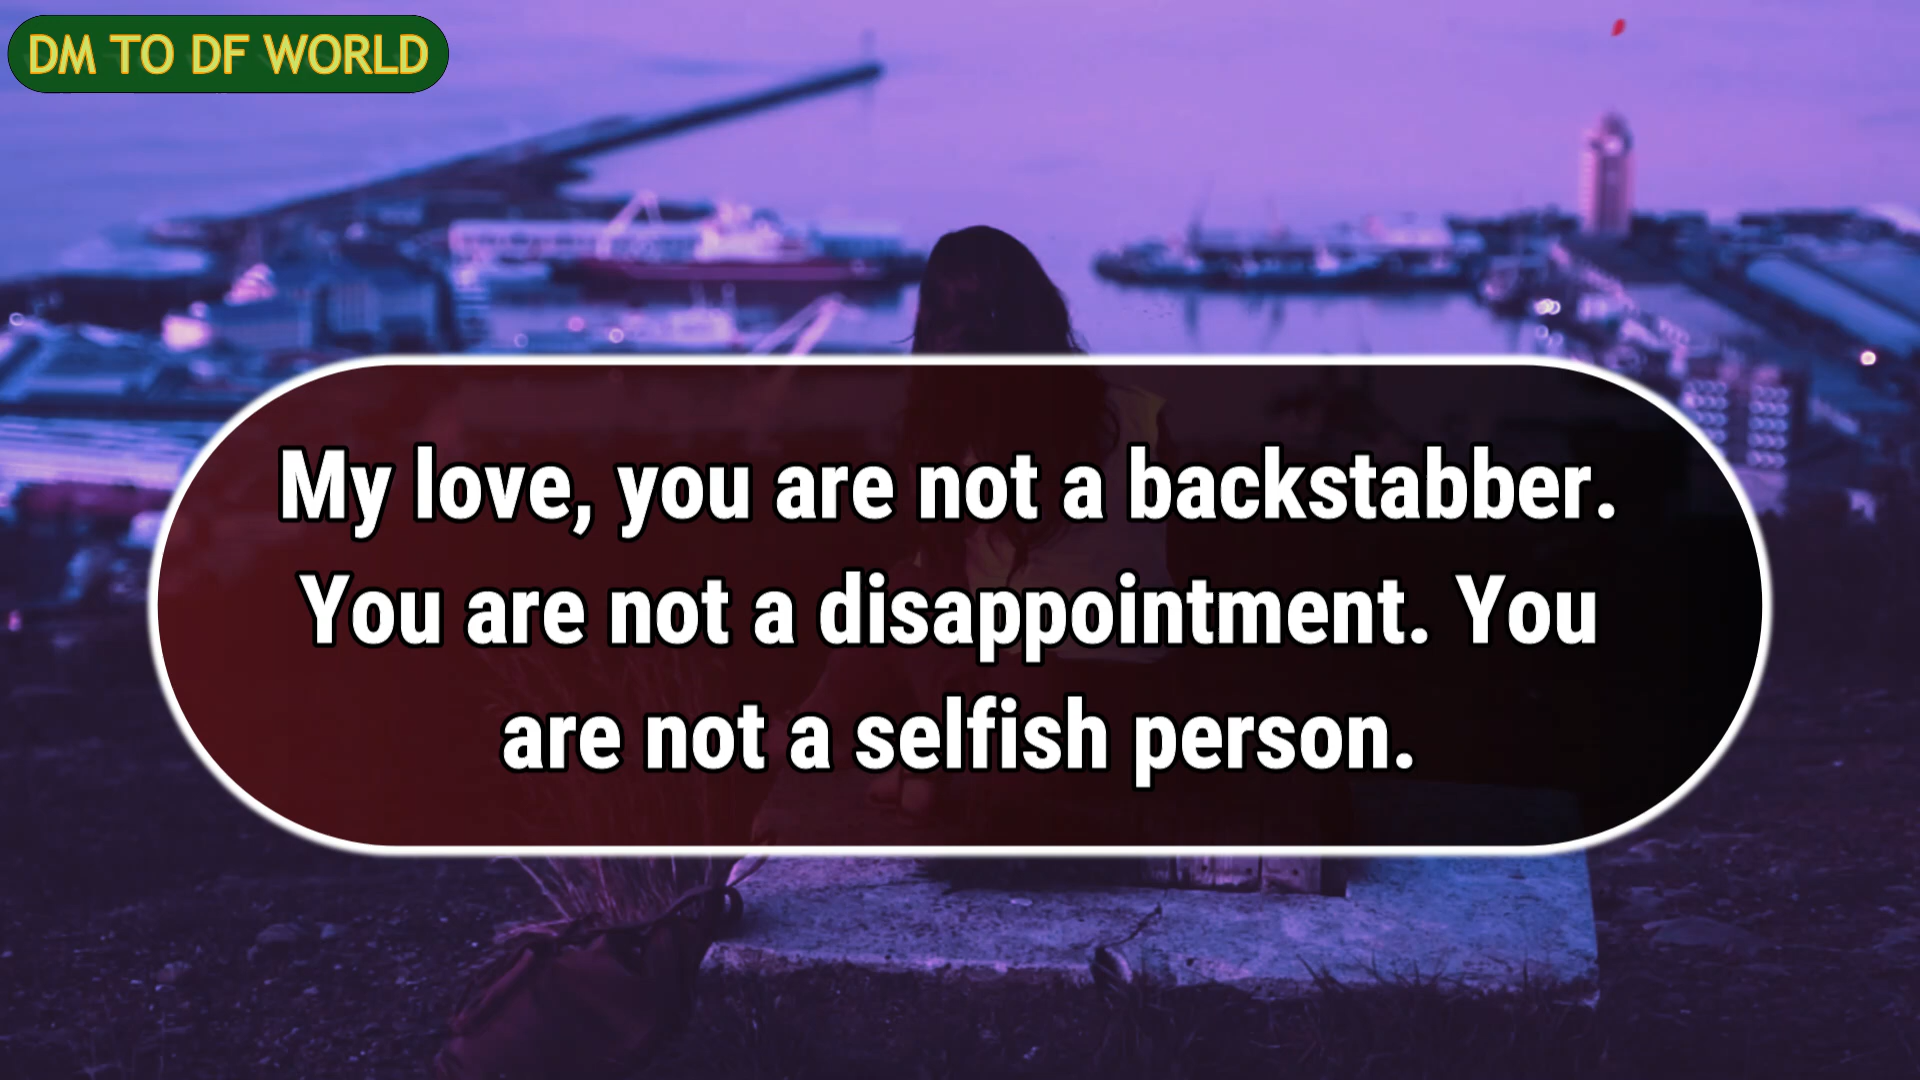 DM TO DF WORLD
My love, you are not a backstabber.
You are not a disappointment. You
are not a selfish person.